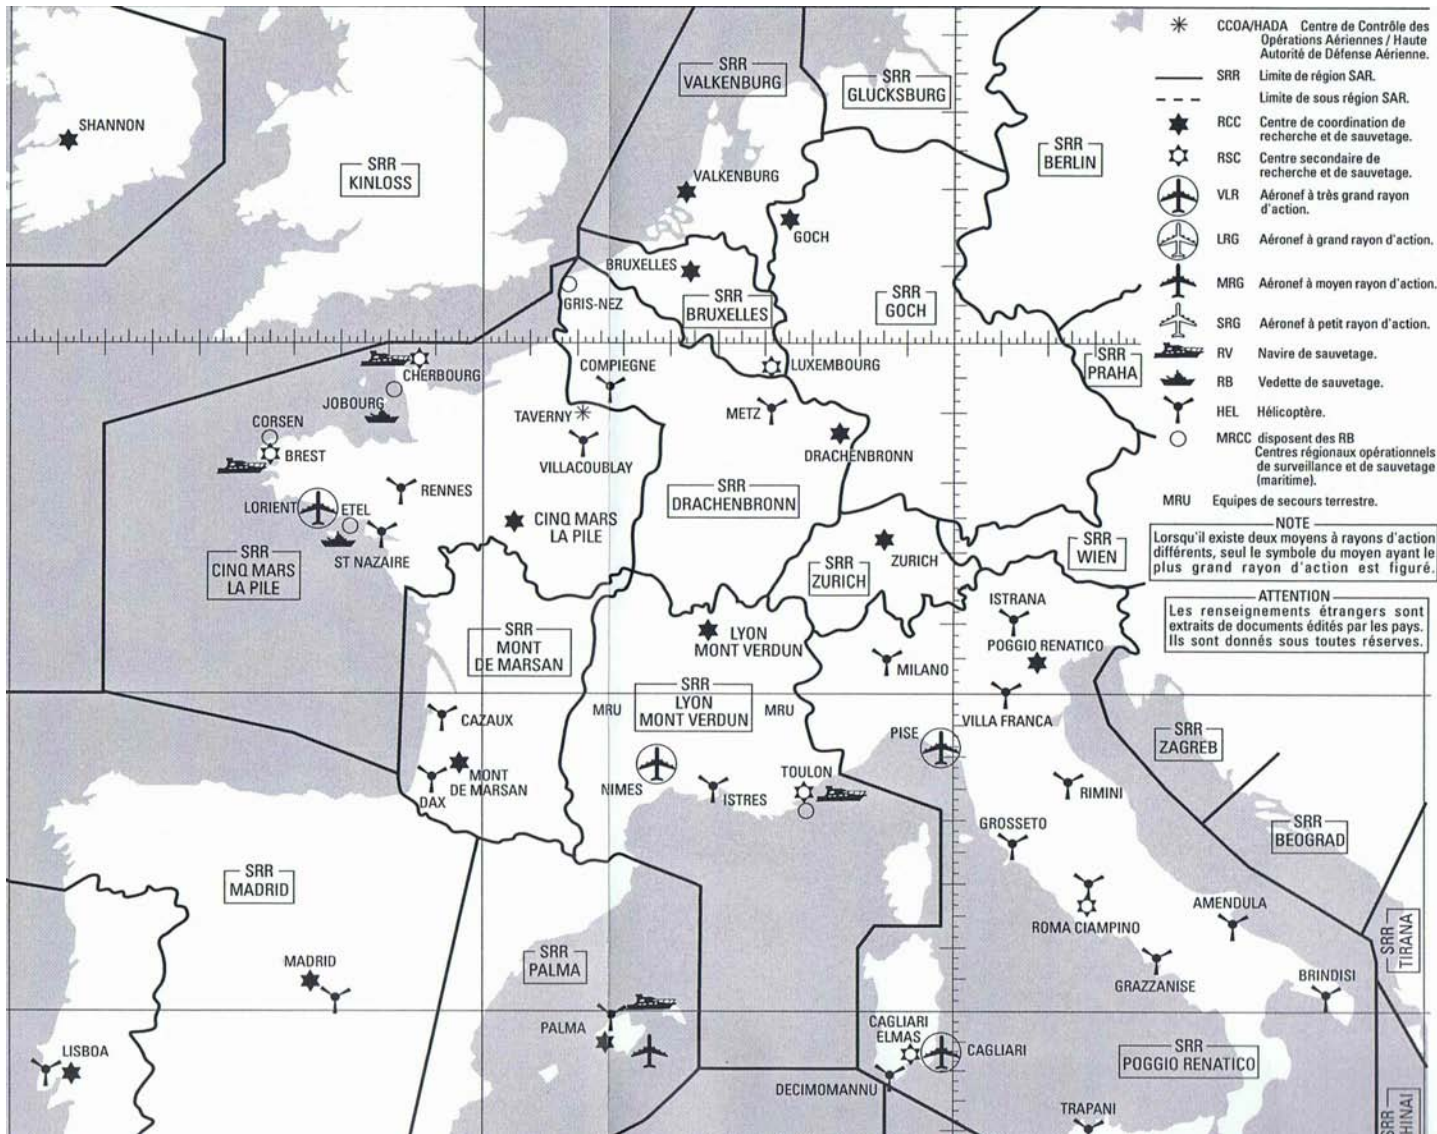 SHANNON
SRR
KINLOSS
SRR
VALKENBURG
SRR
GLUCKSBURG
SRR
BERLIN
VALKENBURG
GOCH
BRUXELLES
SRR
BRUXELLES
SRR
GOCH
GRIS-NEZ
SRR
PRAHA
CHERBOURG
JOBOURG
COMPIEGNE
LUXEMBOURG
TAVERNY
METZ
VILLACOUBLAY
DRACHENBRONN
CORSEN
BREST
LORIENT
ETEL
RENNES
ST NAZAIRE
CINQ MARS
LA PILE
SRR
CINQ MARS
LA PILE
SRR
DRACHENBRONN
SRR
ZURICH
ZURICH
SRR
WIEN
SRR
MONT
DE MARSAN
LYON
MONT VERDUN
ISTRANA
POGGIO RENATICO
MILANO
VILLA FRANCA
SRR
LYON
MONT VERDUN
MRU
MRU
CAZAUX
MONT
DE MARSAN
DAX
NIMES
ISTRES
TOULON
PISE
SRR
ZAGREB
RIMINI
GROSSETO
SRR
BEOGRAD
SRR
MADRID
ROMA CIAMPINO
AMENDULA
SRR
TIRANA
MADRID
SRR
PALMA
GRAZZANISE
BRINDISI
PALMA
CAGLIARI
ELMAS
CAGLIARI
SRR
POGGIO RENATICO
LISBOA
DECIMOMANNU
TRAPANI
SRR
HINAI
CCOA/HADA Centre de Contrôle des
Opérations Aériennes / Haute
Autorité de Défense Aérienne.
SRR Limite de région SAR.
Limite de sous région SAR.
RCC Centre de coordination de
recherche et de sauvetage.
RSC Centre secondaire de
recherche et de sauvetage.
VLR Aéronef à très grand rayon
d'action.
LRG Aéronef à grand rayon d'action.
MRG Aéronef à moyen rayon d'action.
SRG Aéronef à petit rayon d'action.
RV Navire de sauvetage.
RB Vedette de sauvetage.
HEL Hélicoptère.
MRCC disposent des RB
Centres régionaux opérationnels
de surveillance et de sauvetage
(maritime).
MRU Equipes de secours terrestre.
NOTE
Lorsqu'il existe deux moyens à rayons d'action
différents, seul le symbole du moyen ayant le
plus grand rayon d'action est figuré.
ATTENTION
Les renseignements étrangers sont
extraits de documents édités par les pays.
Ils sont donnés sous toutes réserves.